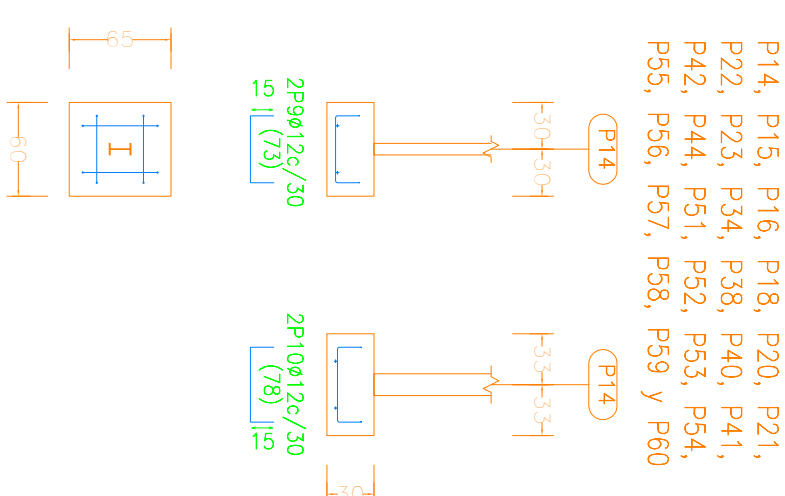 P14, P15, P16, P18, P20, P21,
P22, P23, P34, P38, P40, P41,
P42, P44, P51, P52, P53, P54,
P55, P56, P57, P58, P59 y P60
P14
P14
30 30
33 33
2P9ø12c/30
(73)
15
2P10ø12c/30
(78)
15
30
65
60